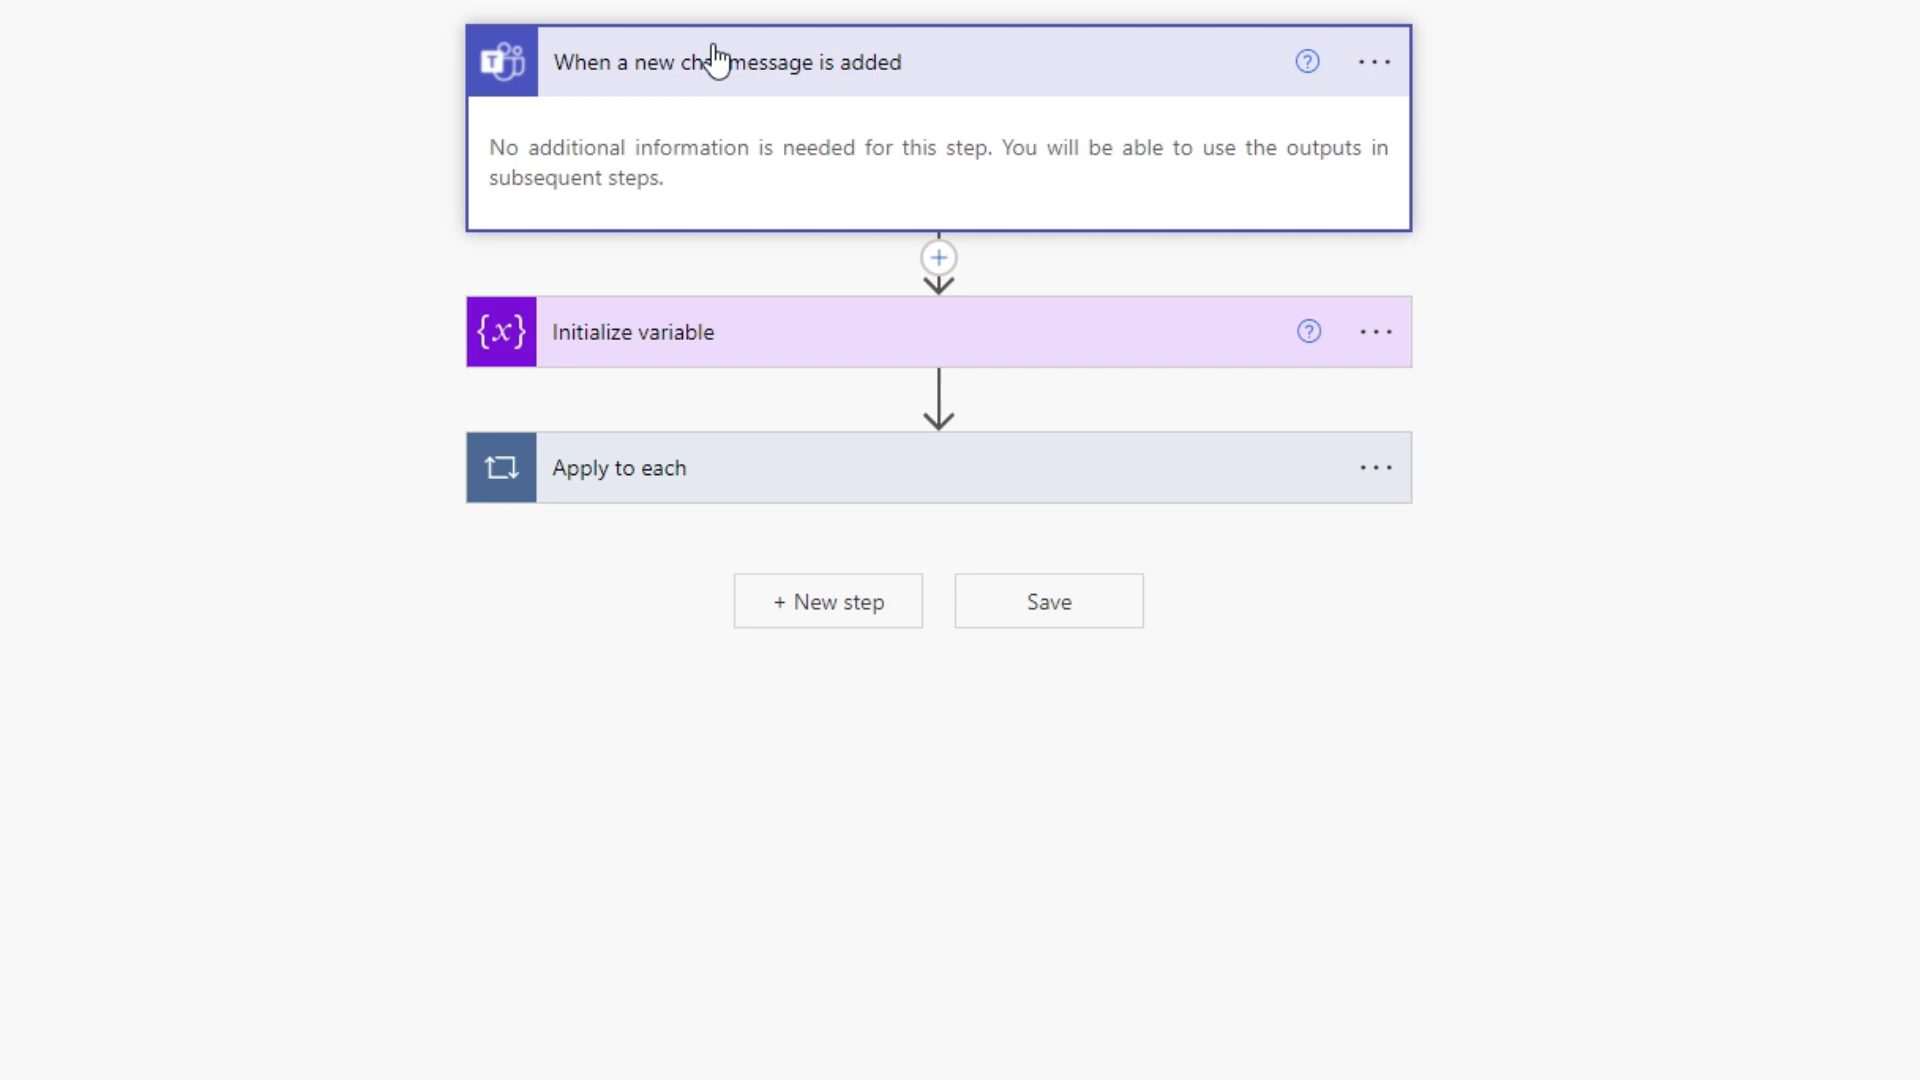 When a new chat message is added
No additional information is needed for this step. You will be able to use the outputs in
subsequent steps.
Initialize variable
Apply to each
+ New step
Save